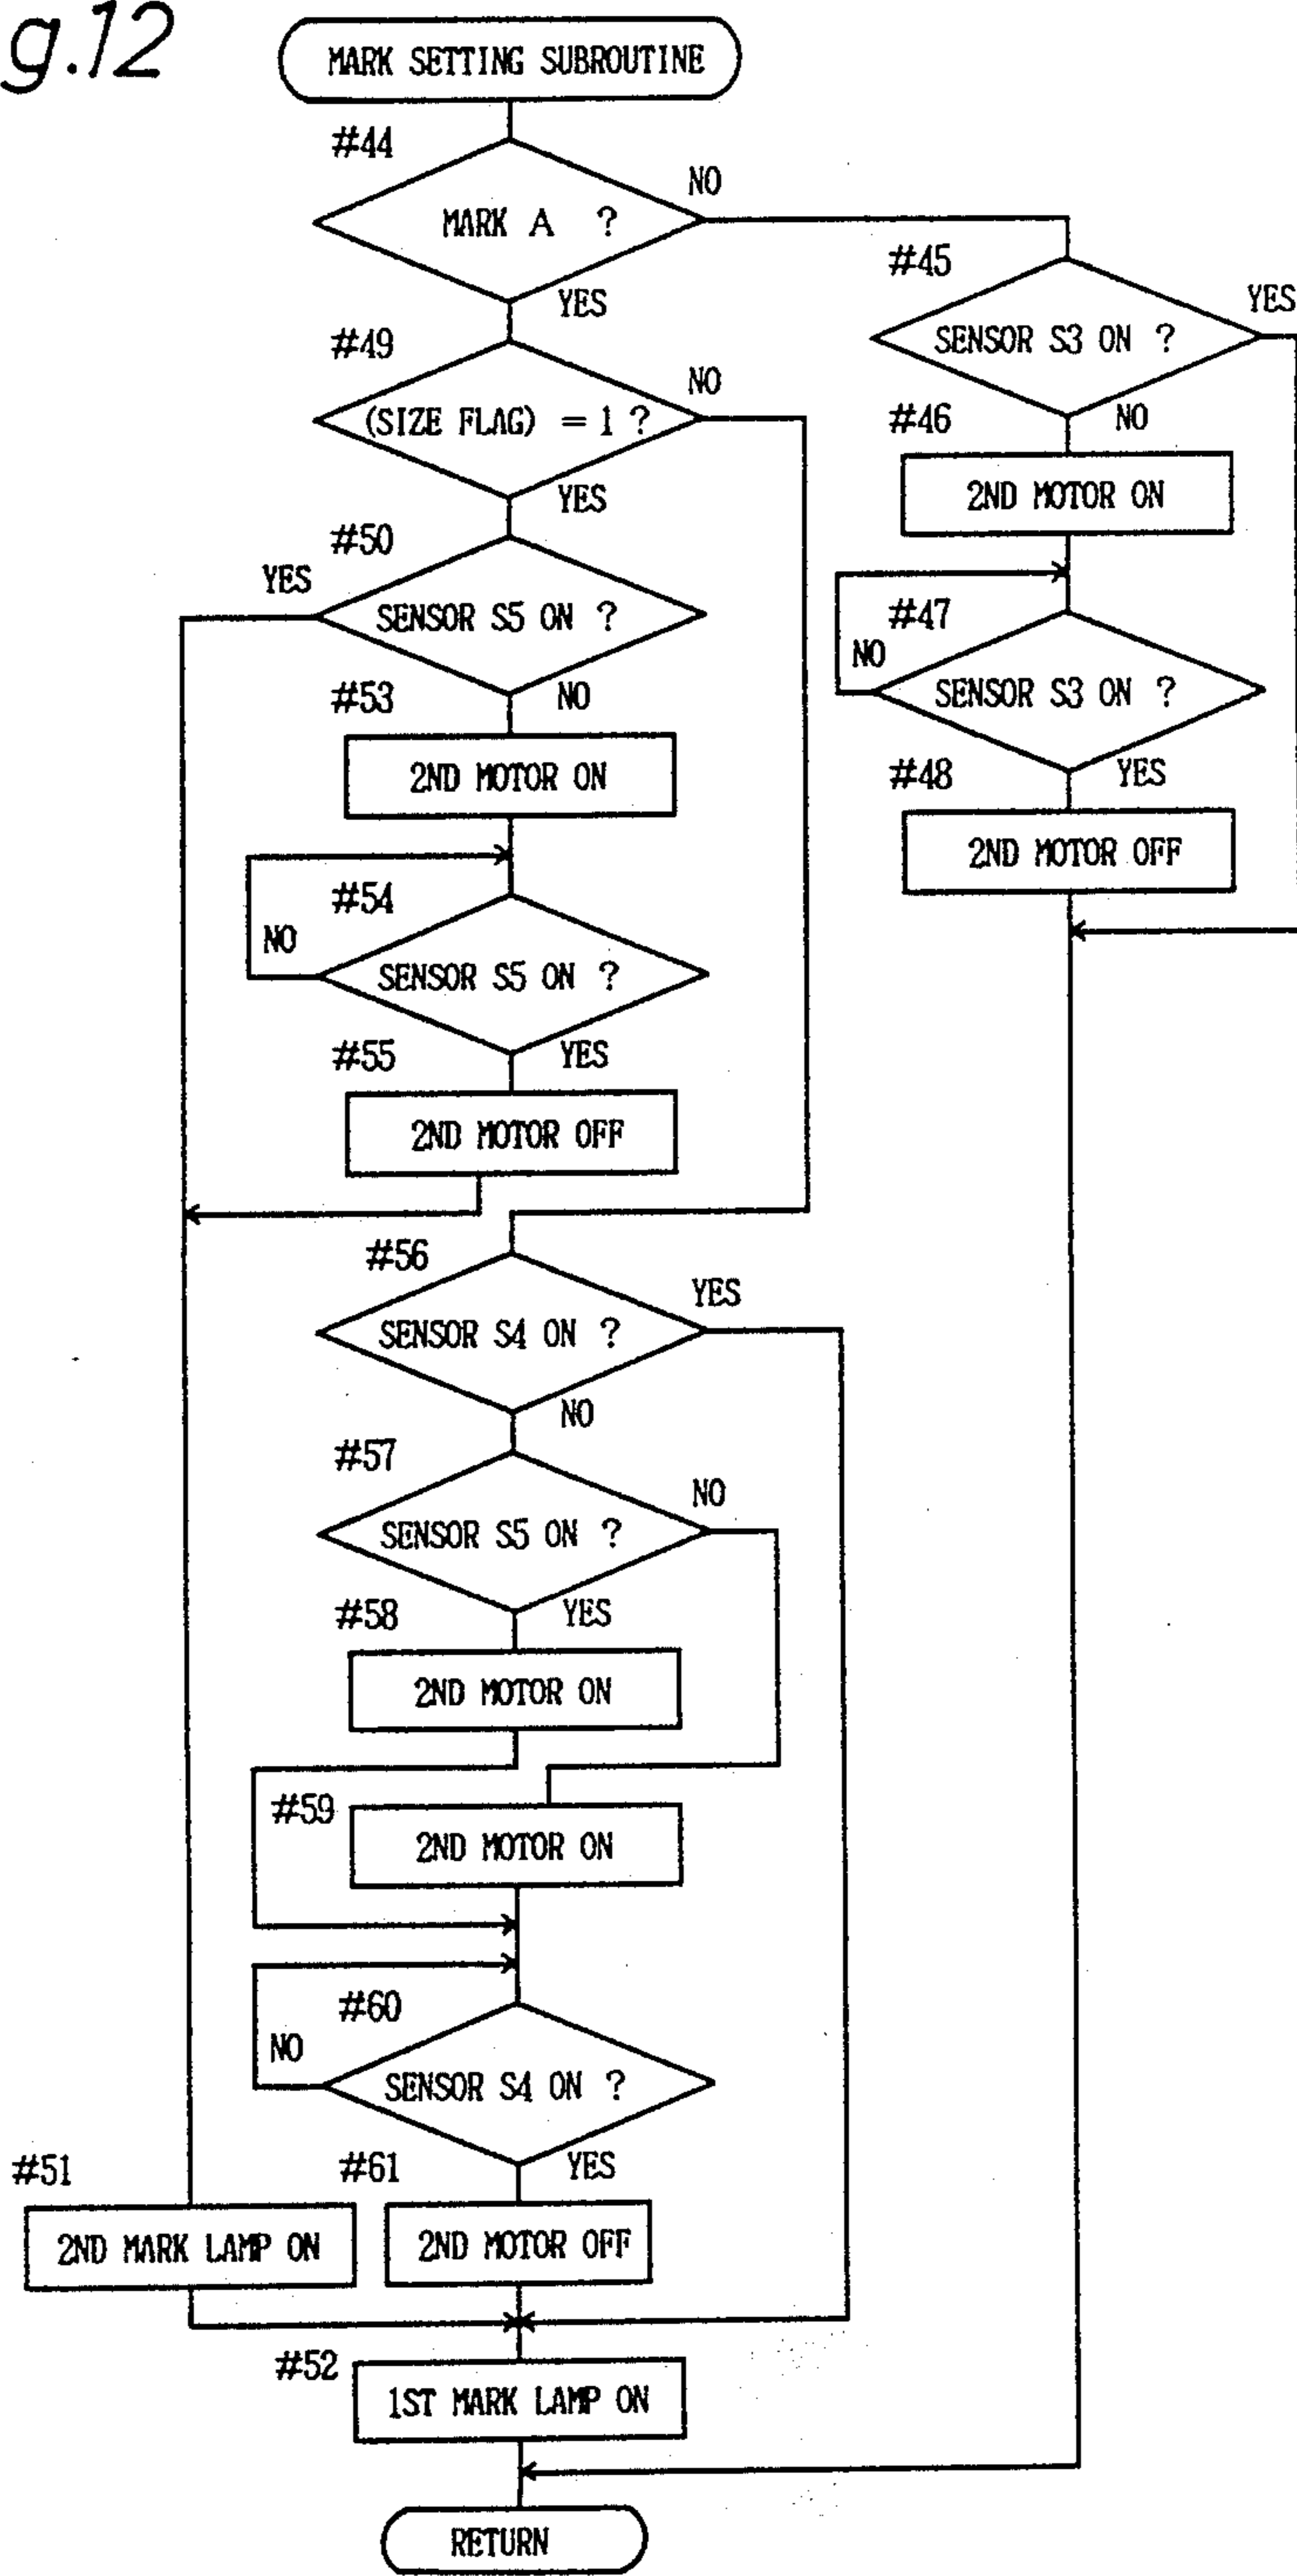 g.12
MARK SETTING SUBROUTINE
#44
MARK A ?
NO
YES
#45
SENSOR S3 ON ?
YES
NO
#46
2ND MOTOR ON
#47
NO
SENSOR S3 ON ?
YES
#48
2ND MOTOR OFF
#49
(SIZE FLAG) = 1 ?
NO
YES
#50
YES
SENSOR S5 ON ?
NO
#53
2ND MOTOR ON
#54
NO
SENSOR S5 ON ?
YES
#55
2ND MOTOR OFF
#56
SENSOR S4 ON ?
YES
NO
#57
SENSOR S5 ON ?
NO
YES
#58
2ND MOTOR ON
#59
2ND MOTOR ON
#60
NO
SENSOR S4 ON ?
YES
#51
2ND MARK LAMP ON
#61
2ND MOTOR OFF
#52
1ST MARK LAMP ON
RETURN